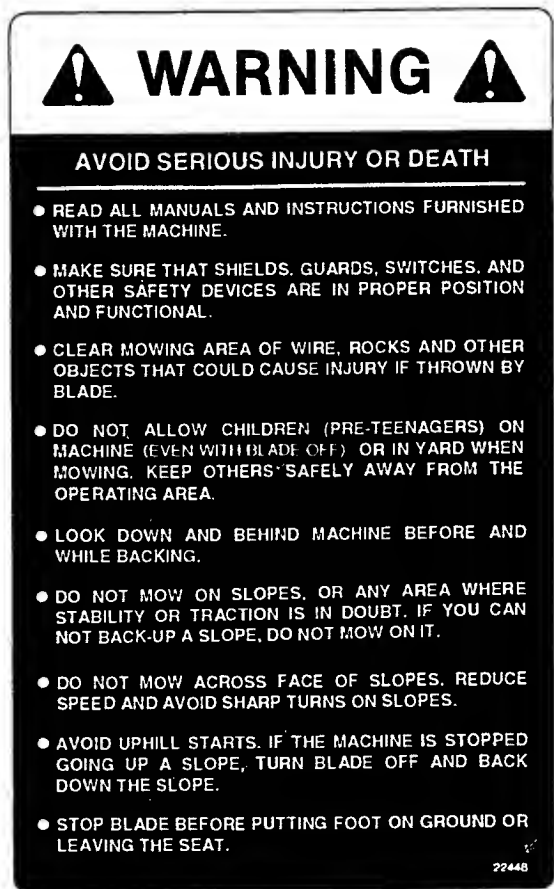 WARNING
AVOID SERIOUS INJURY OR DEATH
● READ ALL MANUALS AND INSTRUCTIONS FURNISHED
WITH THE MACHINE.
● MAKE SURE THAT SHIELDS, GUARDS, SWITCHES, AND
OTHER SAFETY DEVICES ARE IN PROPER POSITION
AND FUNCTIONAL.
● CLEAR MOWING AREA OF WIRE, ROCKS AND OTHER
OBJECTS THAT COULD CAUSE INJURY IF THROWN BY
BLADE.
● DO NOT ALLOW CHILDREN (PRE-TEENAGERS) ON
MACHINE (EVEN WITH BLADE OFF) OR IN YARD WHEN
MOWING. KEEP OTHERS SAFELY AWAY FROM THE
OPERATING AREA.
● LOOK DOWN AND BEHIND MACHINE BEFORE AND
WHILE BACKING.
● DO NOT MOW ON SLOPES, OR ANY AREA WHERE
STABILITY OR TRACTION IS IN DOUBT. IF YOU CAN
NOT BACK-UP A SLOPE, DO NOT MOW ON IT.
● DO NOT MOW ACROSS FACE OF SLOPES. REDUCE
SPEED AND AVOID SHARP TURNS ON SLOPES.
● AVOID UPHILL STARTS. IF THE MACHINE IS STOPPED
GOING UP A SLOPE, TURN BLADE OFF AND BACK
DOWN THE SLOPE.
● STOP BLADE BEFORE PUTTING FOOT ON GROUND OR
LEAVING THE SEAT.
22448